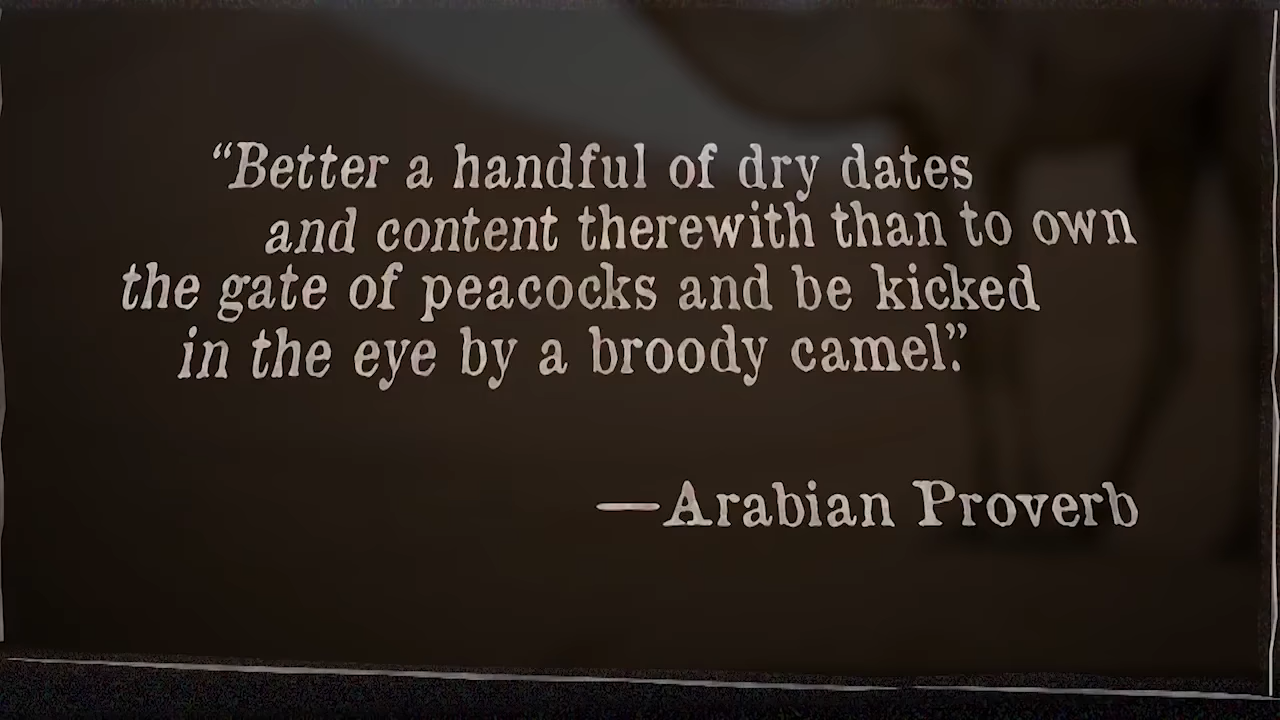 “Better a handful of dry dates
and content therewith than to own
the gate of peacocks and be kicked
in the eye by a broody camel.”
—Arabian Proverb